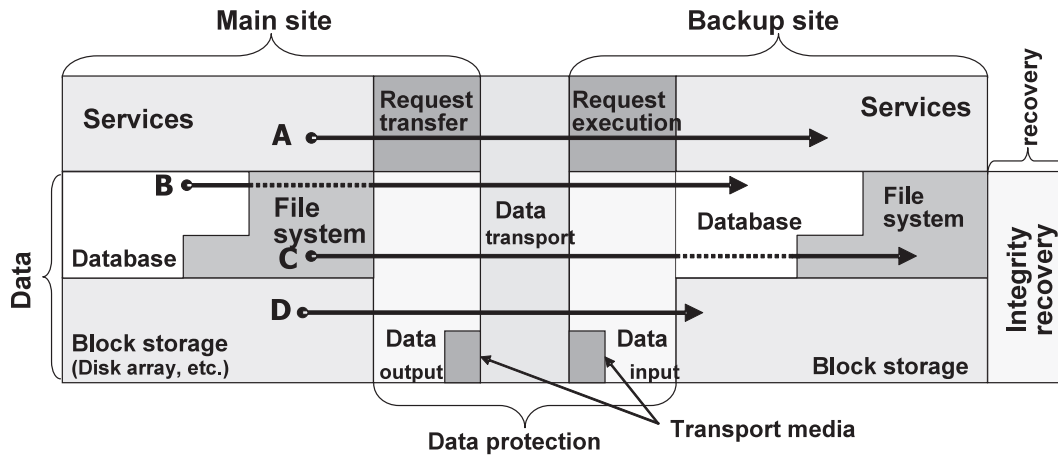 Main site
Backup site
Services
Request
transfer
Request
execution
Services
recovery
A
B
File
system
Data
transport
Database
File
system
Database
C
Data
Integrity
recovery
D
Block storage
(Disk array, etc.)
Data
output
Data
input
Block storage
Data protection
Transport media